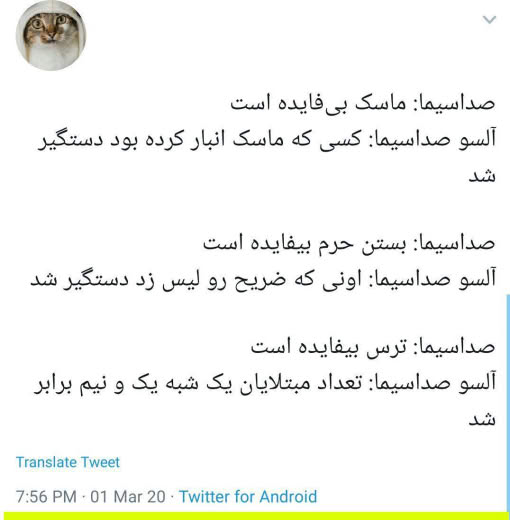 صداسیما: ماسک بی‌فایده است
آلسو صداسیما: کسی که ماسک انبار کرده بود دستگیر
شد
صداسیما: بستن حرم بیفایده است
آلسو صداسیما: اونی که ضریح رو لیس زد دستگیر شد
صداسیما: ترس بیفایده است
آلسو صداسیما: تعداد مبتلایان یک شبه یک و نیم برابر
شد
Translate Tweet
7:56 PM · 01 Mar 20 · Twitter for Android